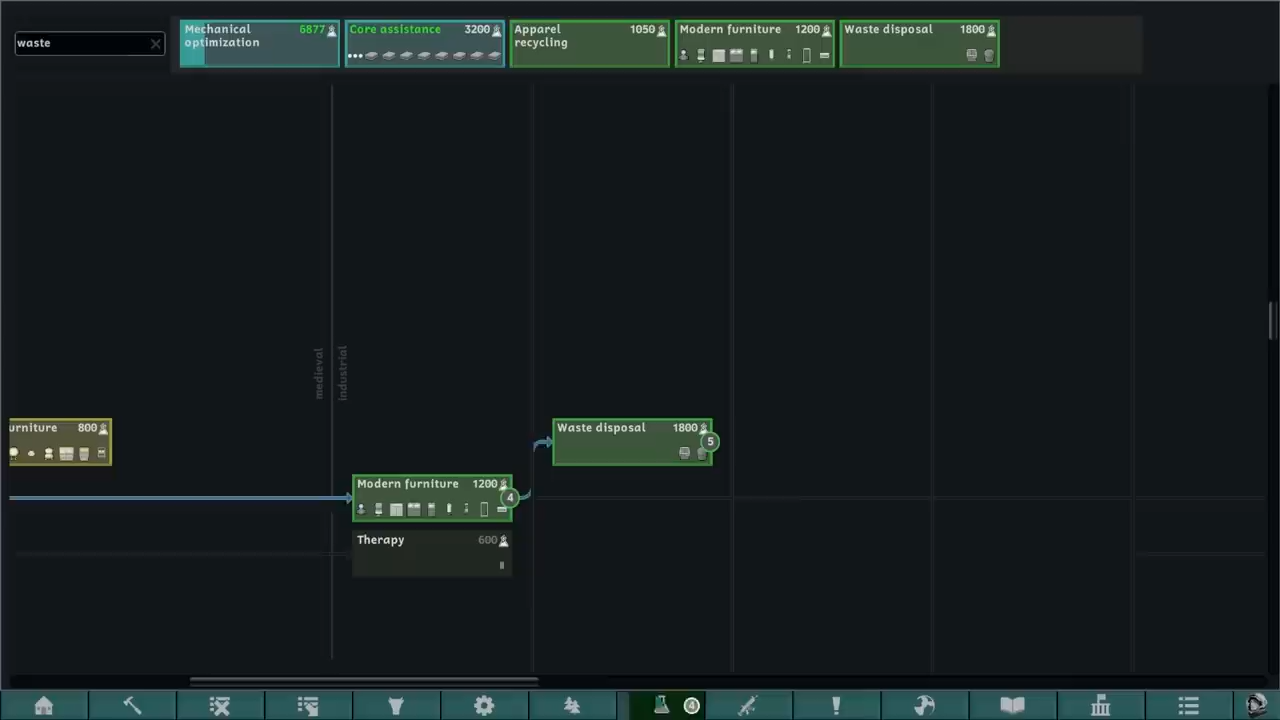 waste
Mechanical optimization 6877
Core assistance 3200
Apparel recycling 1050
Modern furniture 1200
Waste disposal 1800
medieval
industrial
urniture 800
Waste disposal 1800
5
Modern furniture 1200
4
Therapy 600
4